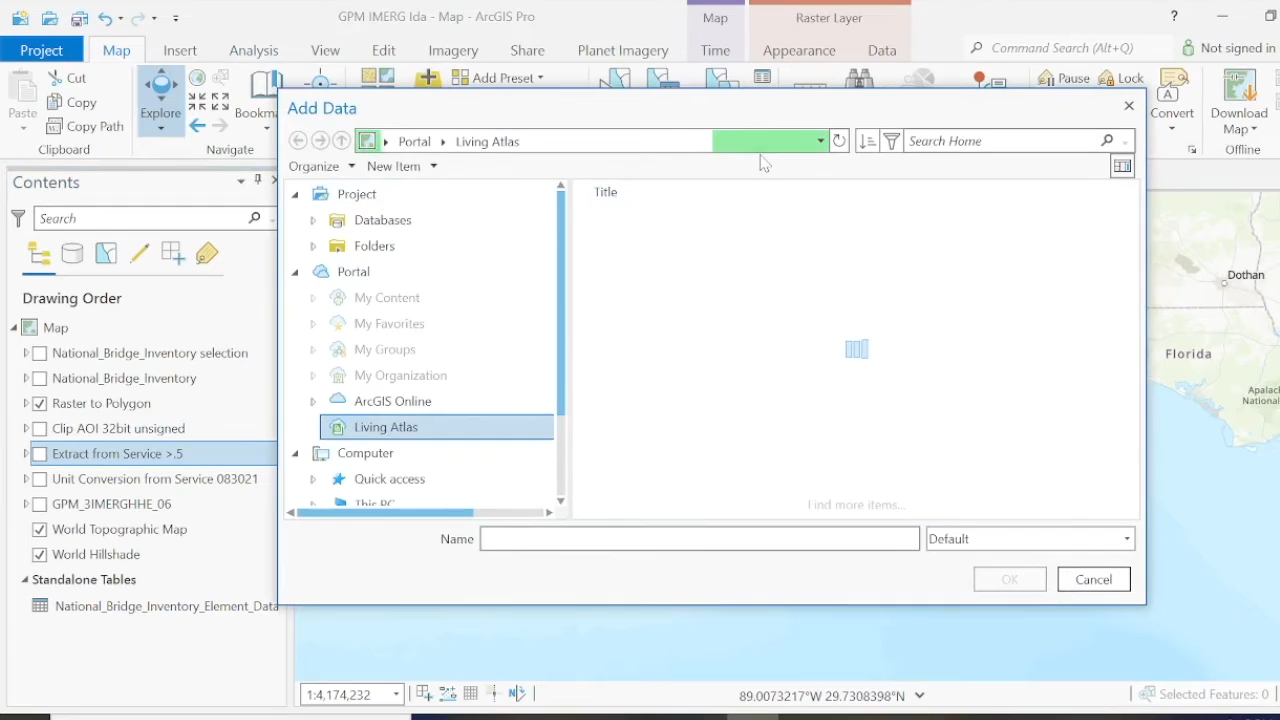 GPM IMERG Ida - Map - ArcGIS Pro
Map
Raster Layer
?
Project
Map
Insert
Analysis
View
Edit
Imagery
Share
Planet Imagery
Time
Appearance
Data
Command Search (Alt+Q)
Not signed in
Paste
Cut
Copy
Copy Path
Clipboard
Explore
Bookma
Navigate
Add Preset
Pause
Lock
Convert
Download
Map
Offline
Add Data
Portal
Living Atlas
Search Home
Organize
New Item
Project
Databases
Folders
Portal
My Content
My Favorites
My Groups
My Organization
ArcGIS Online
Living Atlas
Computer
Quick access
This PC
Title
Find more items...
Name
Default
OK
Cancel
Contents
Search
Drawing Order
Map
National_Bridge_Inventory selection
National_Bridge_Inventory
Raster to Polygon
Clip AOI 32bit unsigned
Extract from Service >.5
Unit Conversion from Service 083021
GPM_3IMERGHHE_06
World Topographic Map
World Hillshade
Standalone Tables
National_Bridge_Inventory_Element_Data
Dothan
Florida
Apalach
National
1:4,174,232
89.0073217°W 29.7308398°N
Selected Features: 0